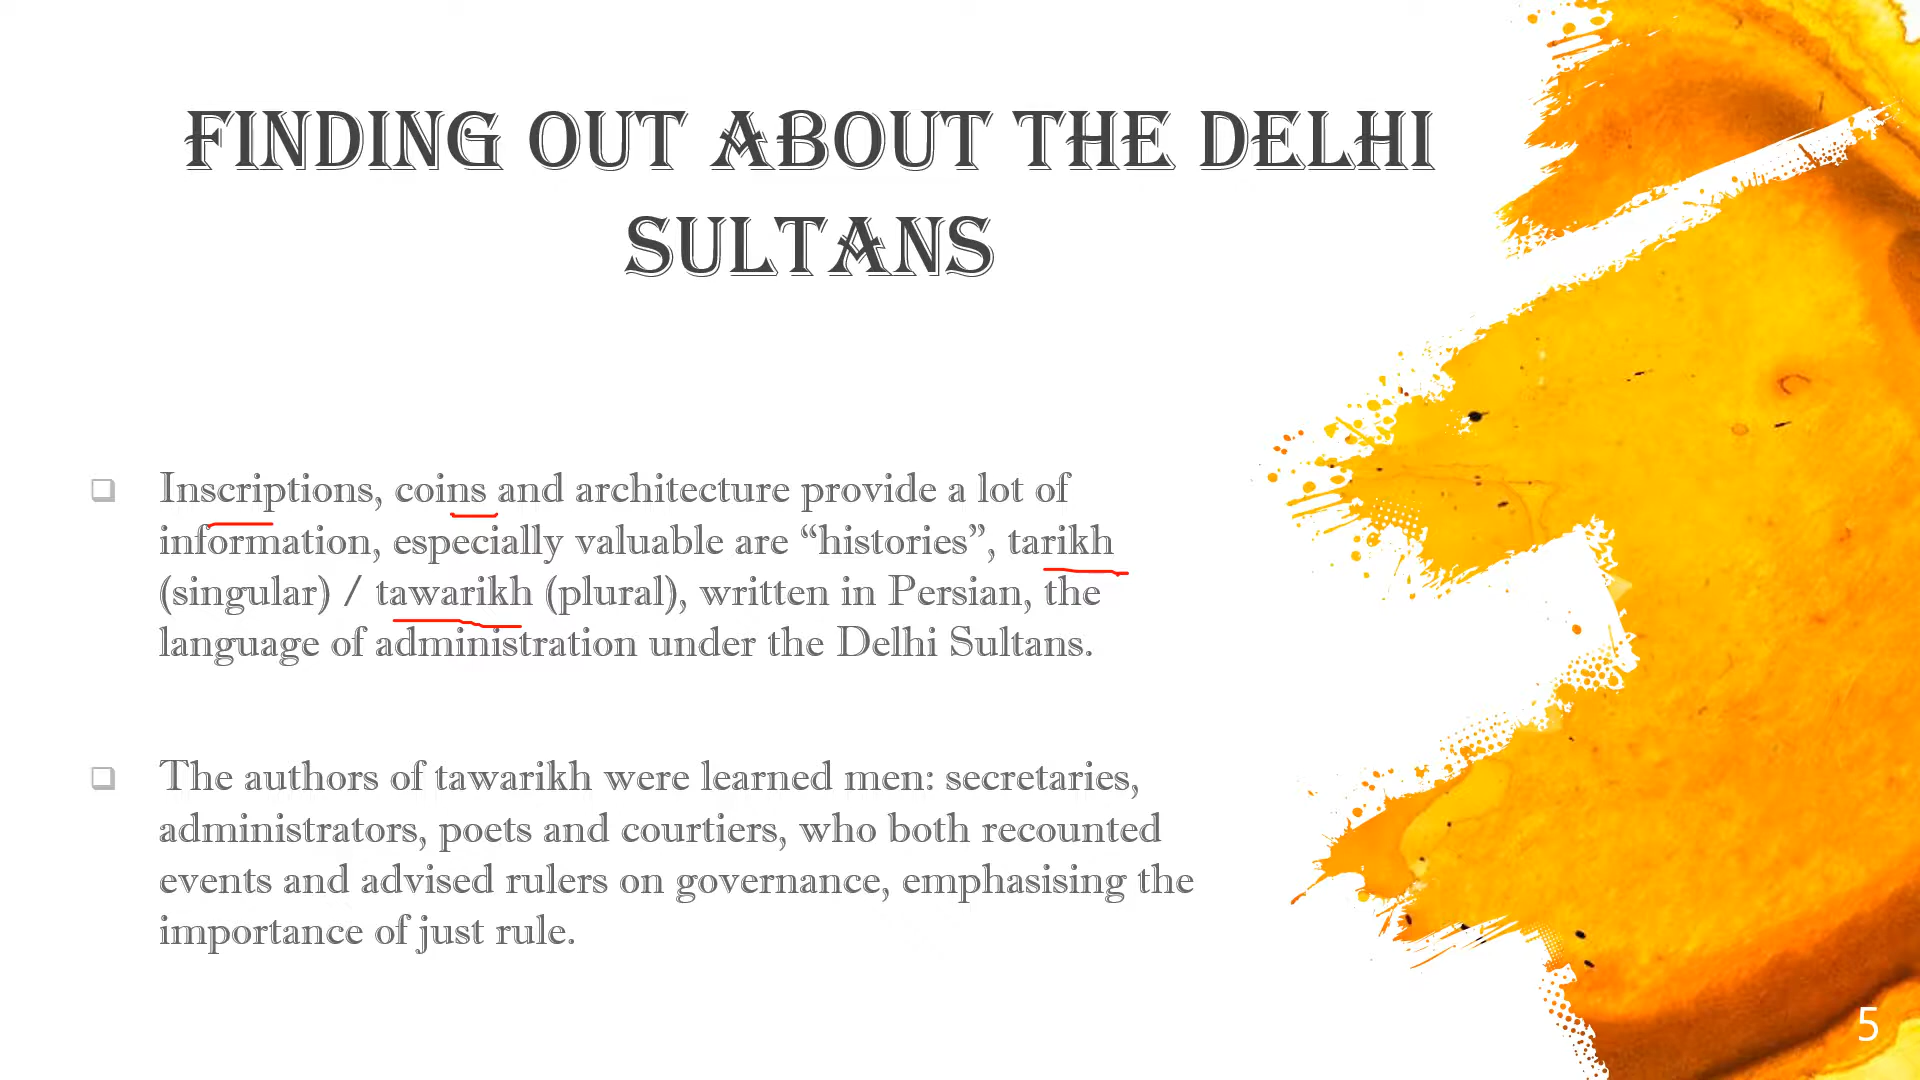 FINDING OUT ABOUT THE DELHI
SULTANS
Inscriptions, coins and architecture provide a lot of
information, especially valuable are “histories”, tarikh
(singular) / tawarikh (plural), written in Persian, the
language of administration under the Delhi Sultans.
The authors of tawarikh were learned men: secretaries,
administrators, poets and courtiers, who both recounted
events and advised rulers on governance, emphasising the
importance of just rule.
5